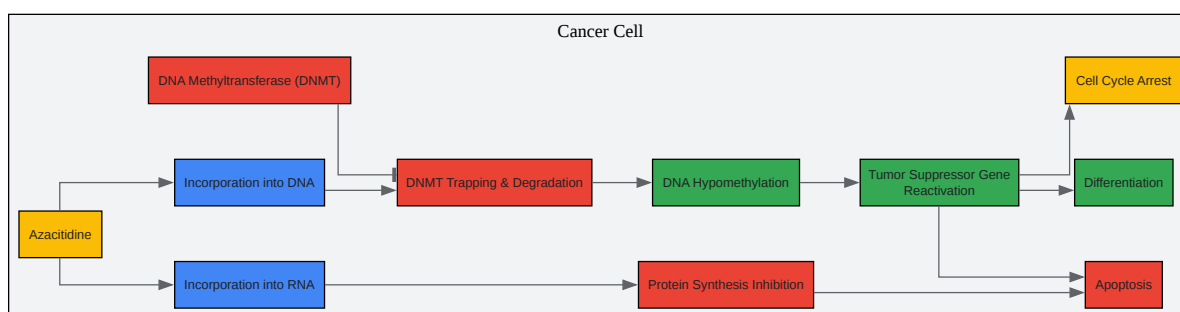 Cancer Cell
DNA Methyltransferase (DNMT)
Cell Cycle Arrest
Incorporation into DNA
DNMT Trapping & Degradation
DNA Hypomethylation
Tumor Suppressor Gene
Reactivation
Differentiation
Azacitidine
Incorporation into RNA
Protein Synthesis Inhibition
Apoptosis